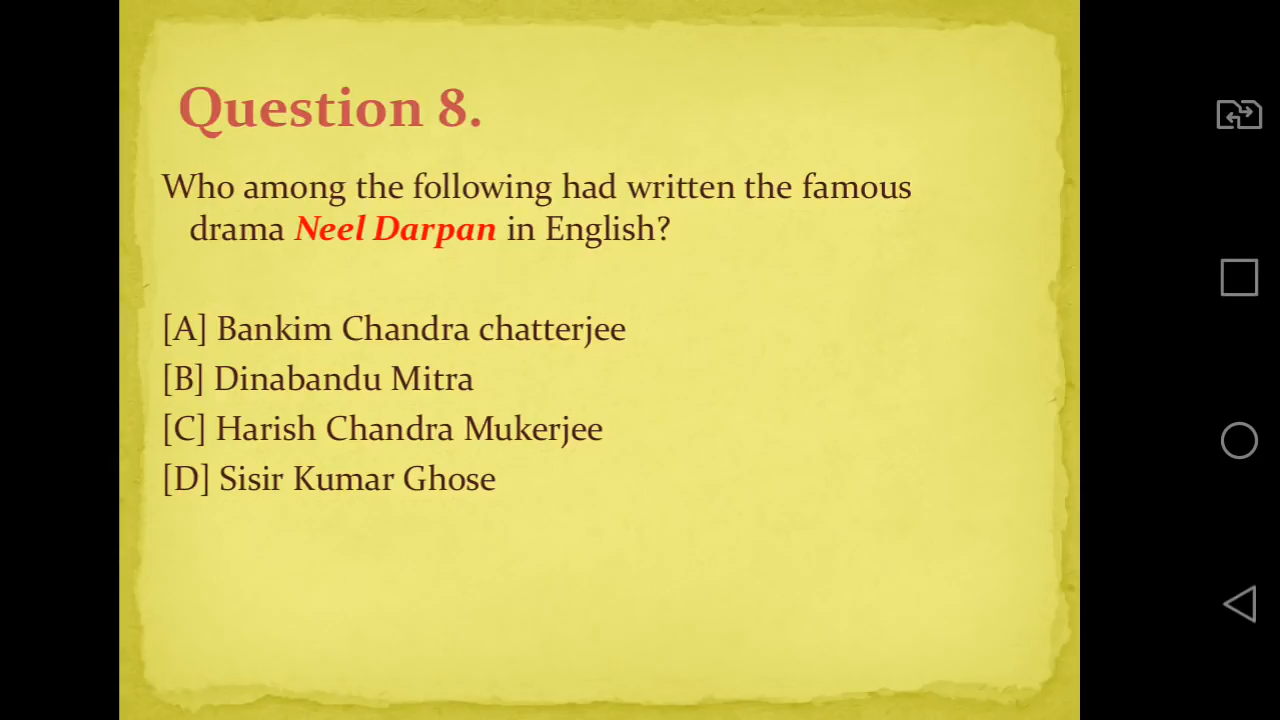 Question 8.
Who among the following had written the famous
drama Neel Darpan in English?
[A] Bankim Chandra chatterjee
[B] Dinabandu Mitra
[C] Harish Chandra Mukerjee
[D] Sisir Kumar Ghose